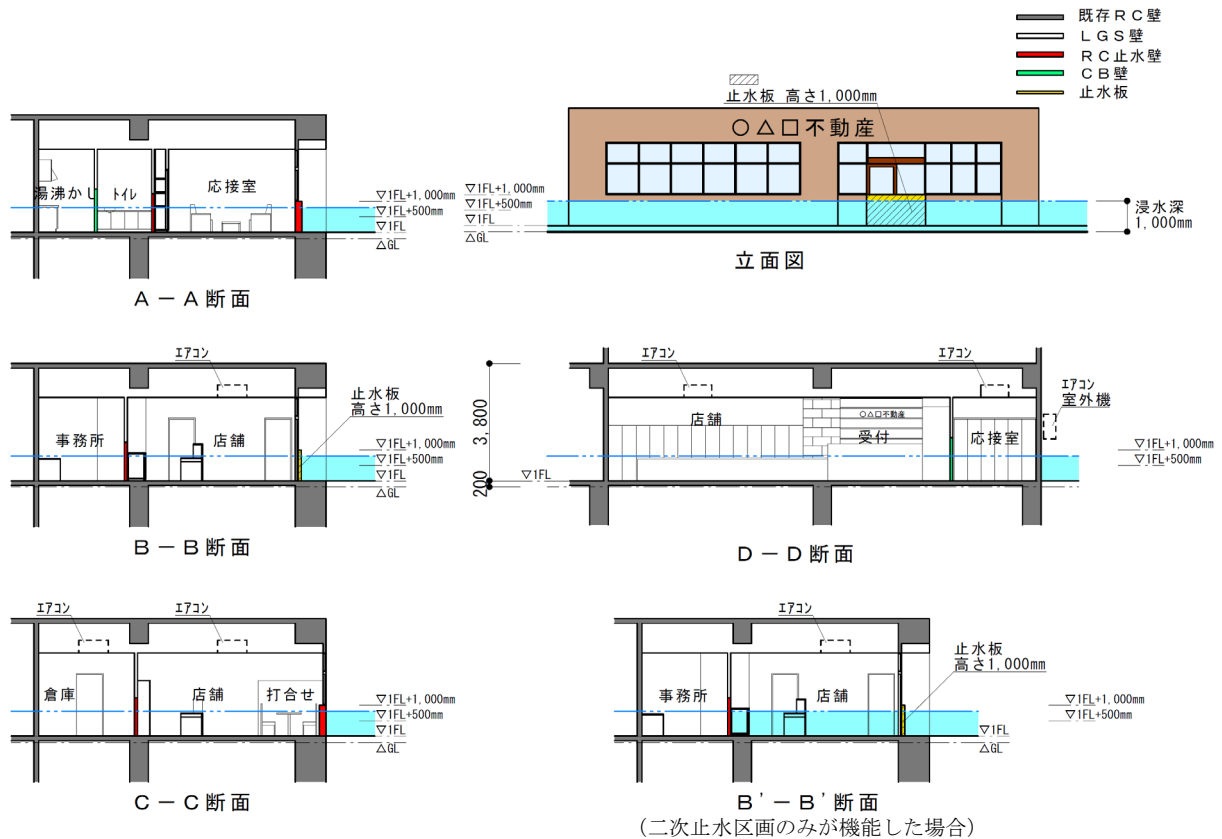 既存RC壁
LGS壁
RC止水壁
CB壁
止水板
止水板 高さ1,000mm
○△□不動産
湯沸かし
トイレ
応接室
▽1FL+1,000mm
▽1FL+500mm
▽1FL
△GL
A－A断面
▽1FL+1,000mm
▽1FL+500mm
▽1FL
△GL
浸水深
1,000mm
立面図
エアコン
止水板
高さ1,000mm
事務所
店舗
▽1FL+1,000mm
▽1FL+500mm
▽1FL
△GL
B－B断面
3,800
200
▽1FL
エアコン
エアコン
エアコン
室外機
店舗
○△□不動産
受付
応接室
▽1FL+1,000mm
▽1FL+500mm
D－D断面
エアコン
エアコン
倉庫
店舗
打合せ
▽1FL+1,000mm
▽1FL+500mm
▽1FL
△GL
C－C断面
エアコン
止水板
高さ1,000mm
事務所
店舗
▽1FL+1,000mm
▽1FL+500mm
▽1FL
△GL
B'－B'断面
（二次止水区画のみが機能した場合）